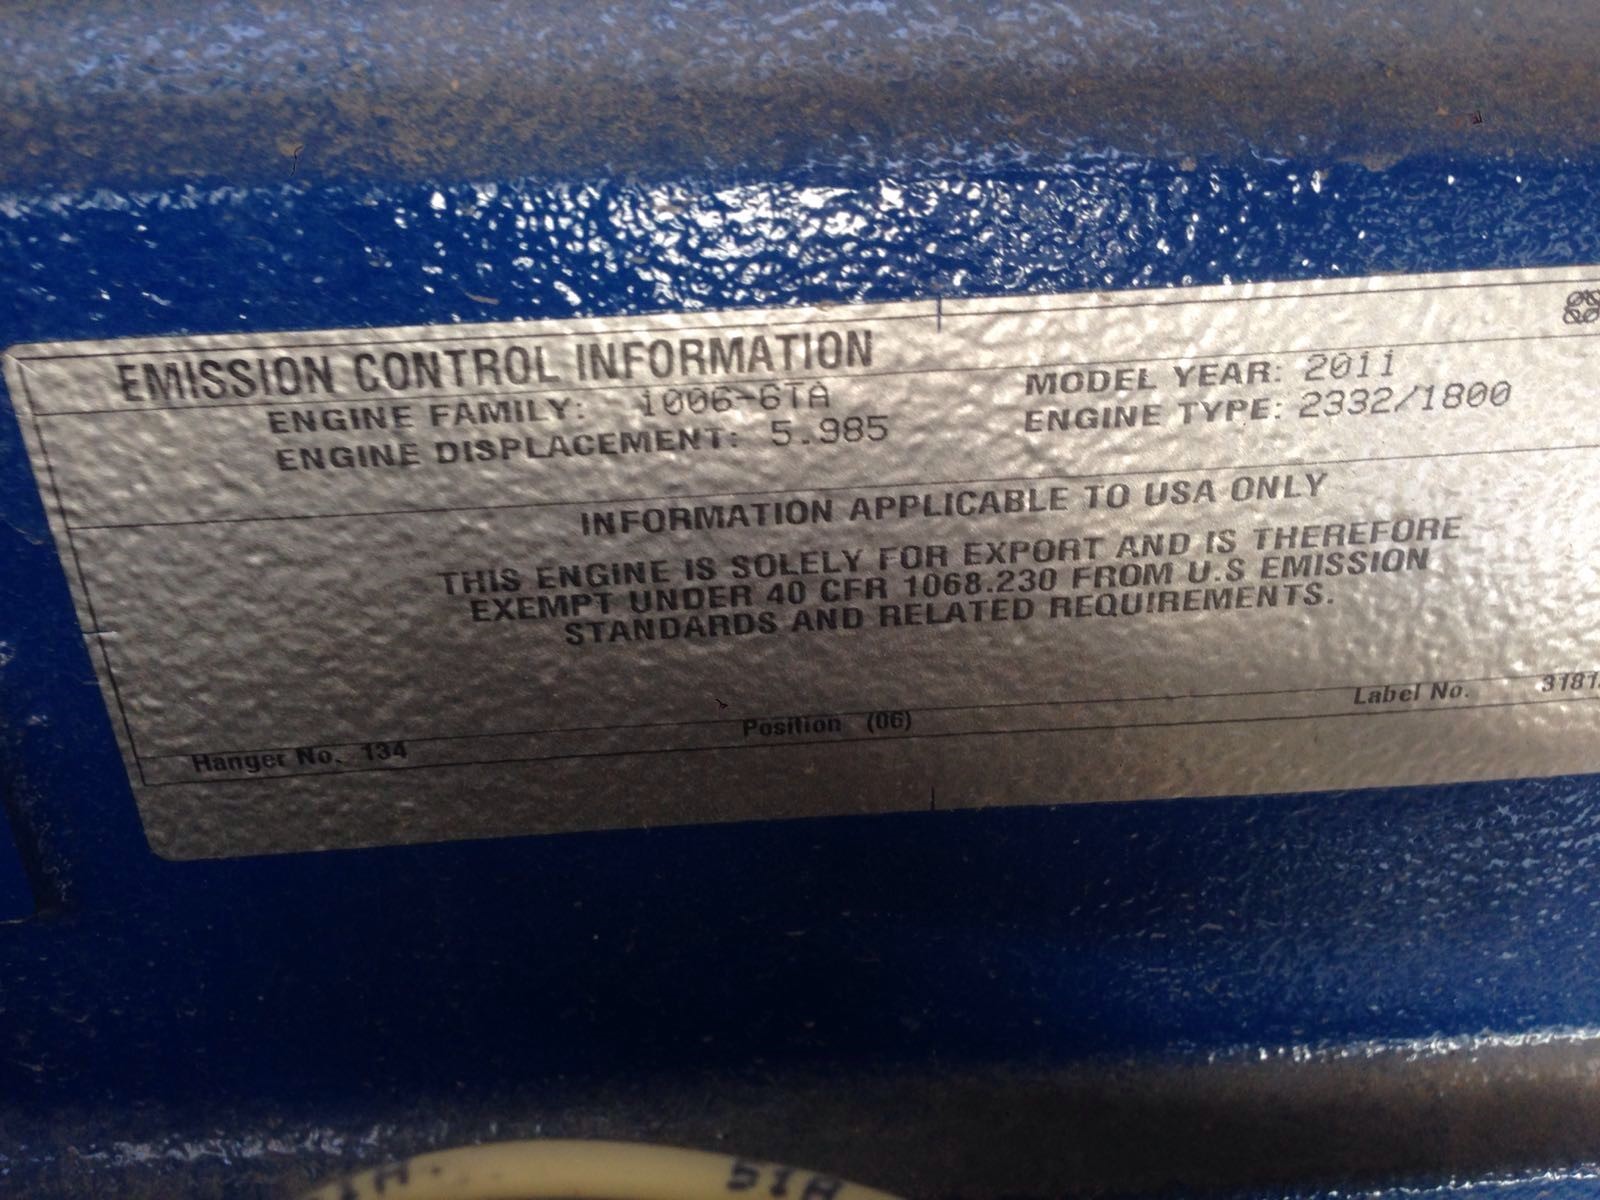 EMISSION CONTROL INFORMATION
ENGINE FAMILY: 1006-6TA
MODEL YEAR: 2011
ENGINE DISPLACEMENT: 5.985
ENGINE TYPE: 2332/1800
INFORMATION APPLICABLE TO USA ONLY
THIS ENGINE IS SOLELY FOR EXPORT AND IS THEREFORE
EXEMPT UNDER 40 CFR 1068.230 FROM U.S EMISSION
STANDARDS AND RELATED REQUIREMENTS.
Hanger No. 134
Position (06)
Label No.